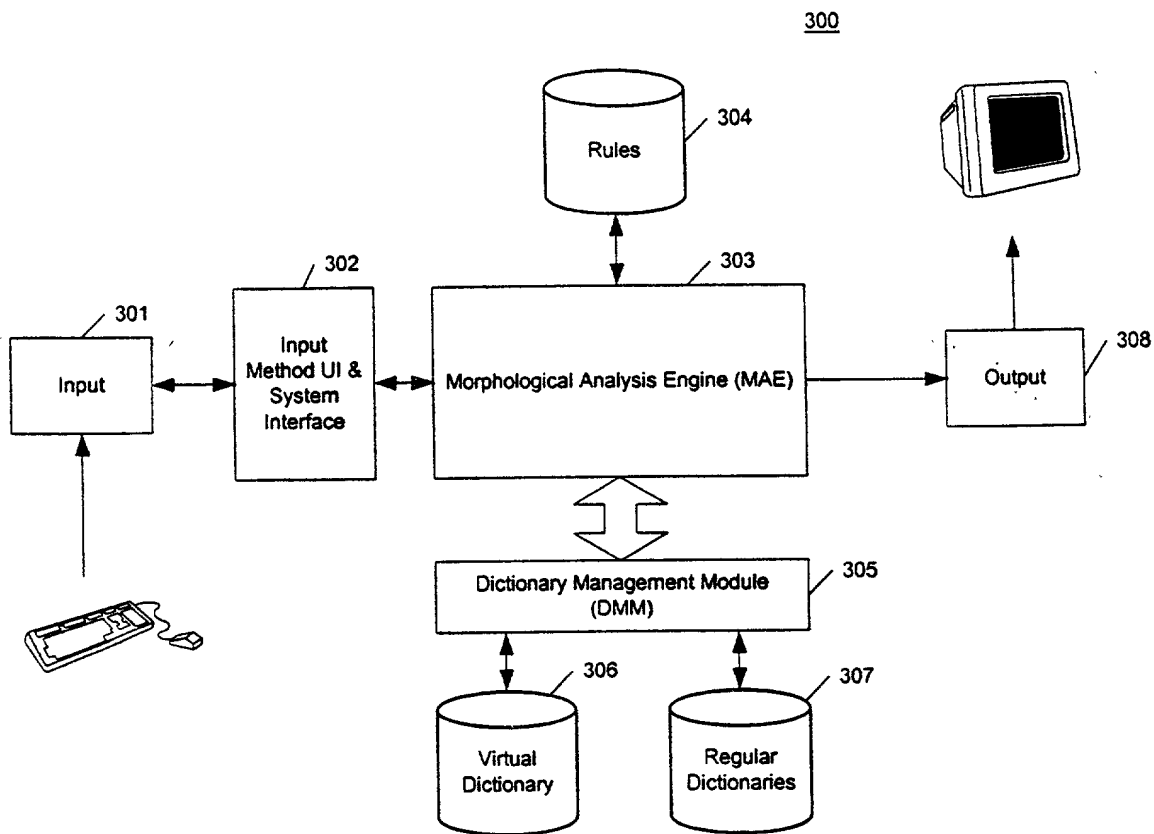 300
304
Rules
302
303
301
Input
Input
Method UI &
System
Interface
Morphological Analysis Engine (MAE)
308
Output
Dictionary Management Module
(DMM)
305
306
307
Virtual
Dictionary
Regular
Dictionaries